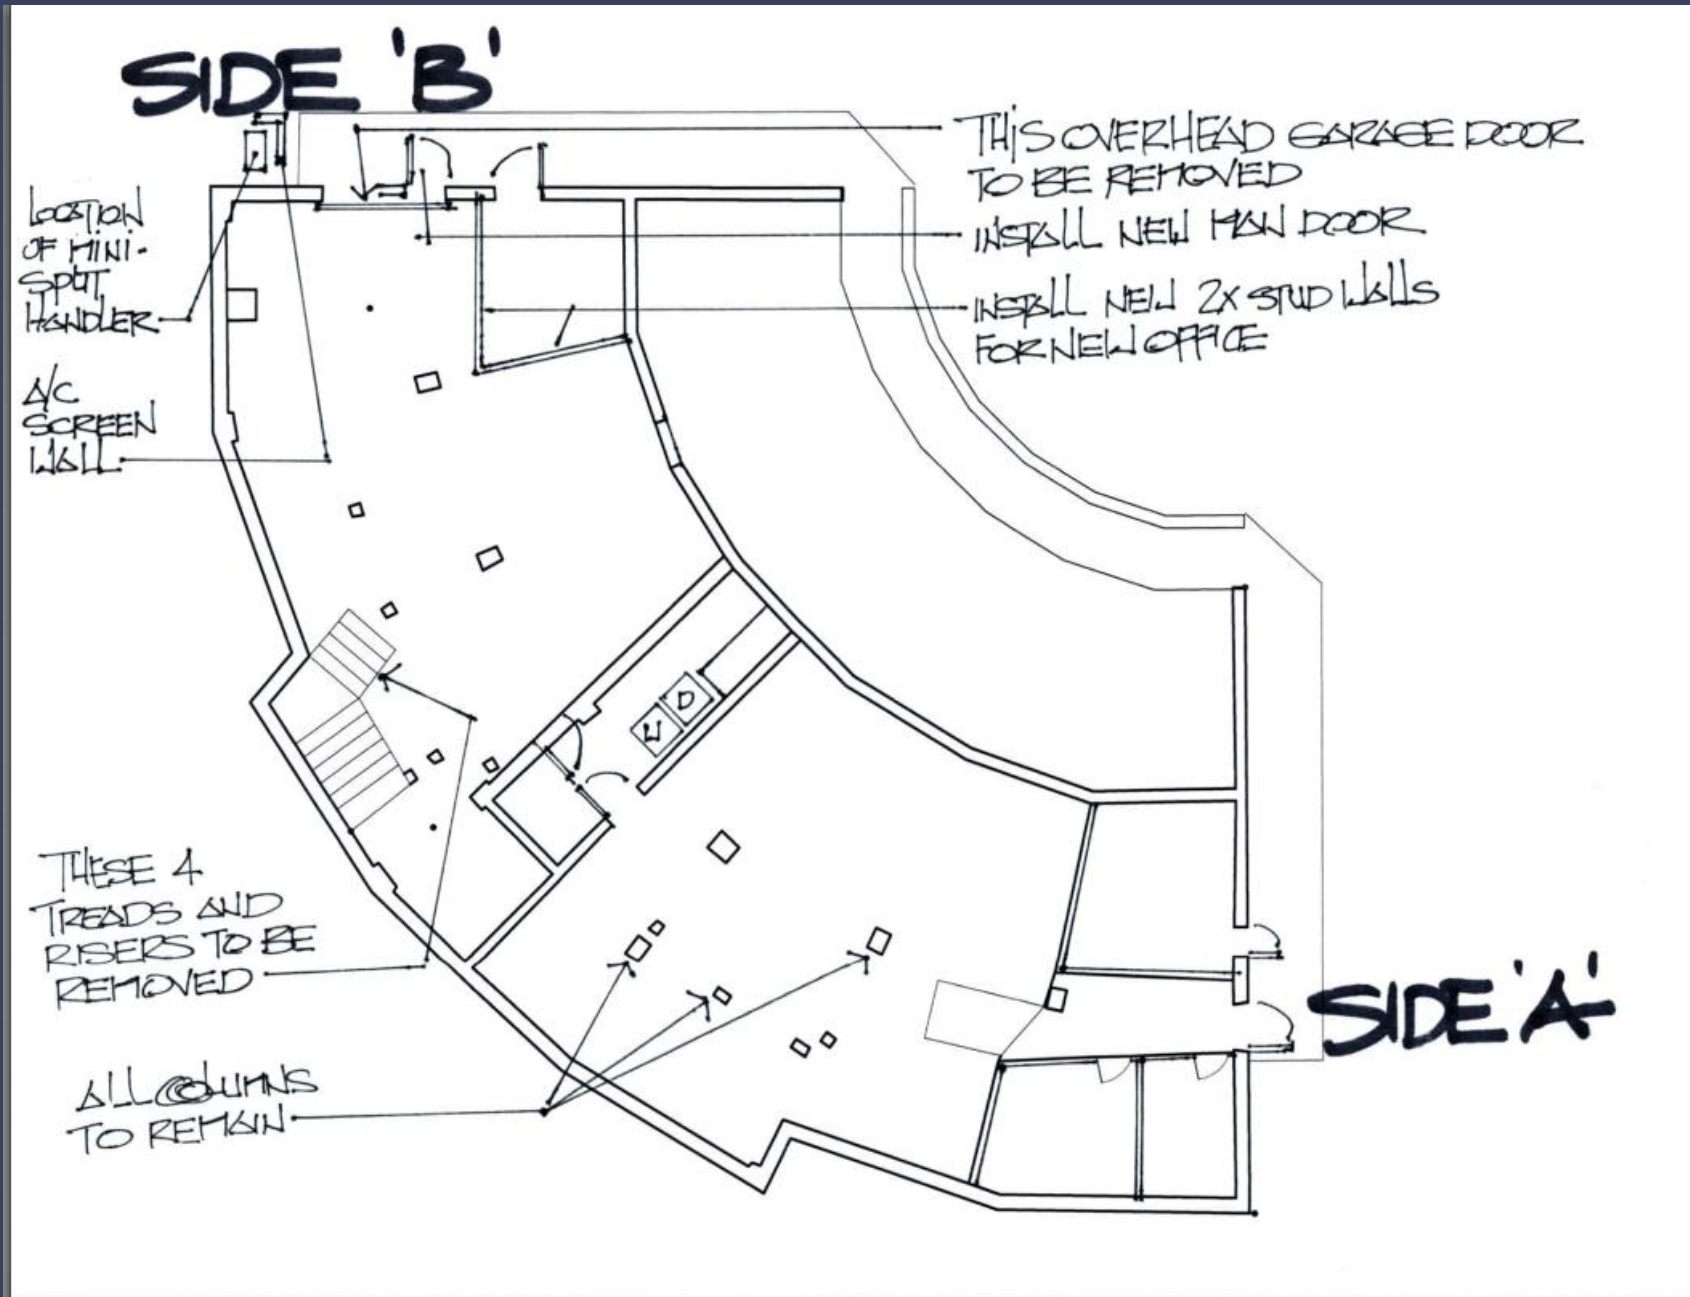 SIDE 'B'
THIS OVERHEAD GARAGE DOOR
TO BE REMOVED
INSTALL NEW MAN DOOR
INSTALL NEW 2X STUD WALLS
FOR NEW OFFICE
LOCATION
OF MINI-
SPLIT
HANDLER
A/C
SCREEN
WALL
D
W
THESE 4
TREADS AND
RISERS TO BE
REMOVED
SIDE 'A'
ALL COLUMNS
TO REMAIN